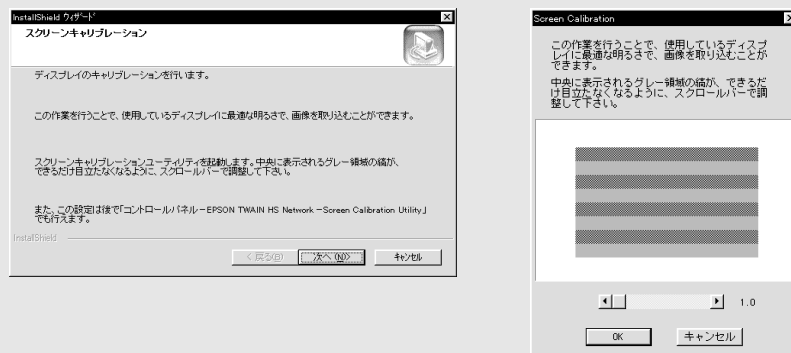 InstallShield ウィザード
スクリーンキャリブレーション
ディスプレイのキャリブレーションを行います。
この作業を行うことで、使用しているディスプレイに最適な明るさで、画像を取り込むことができます。
スクリーンキャリブレーションユーティリティを起動します。中央に表示されるグレー領域の縞が、
できるだけ目立たなくなるように、スクロールバーで調整して下さい。
また、この設定は後で「コントロールパネル－EPSON TWAIN HS Network－Screen Calibration Utility」
でも行えます。
InstallShield
< 戻る(B)
次へ(N)>
キャンセル
Screen Calibration
この作業を行うことで、使用しているディスプ
レイに最適な明るさで、画像を取り込むことが
できます。
中央に表示されるグレー領域の縞が、できるだ
け目立たなくなるように、スクロールバーで調
整して下さい。
1.0
OK
キャンセル